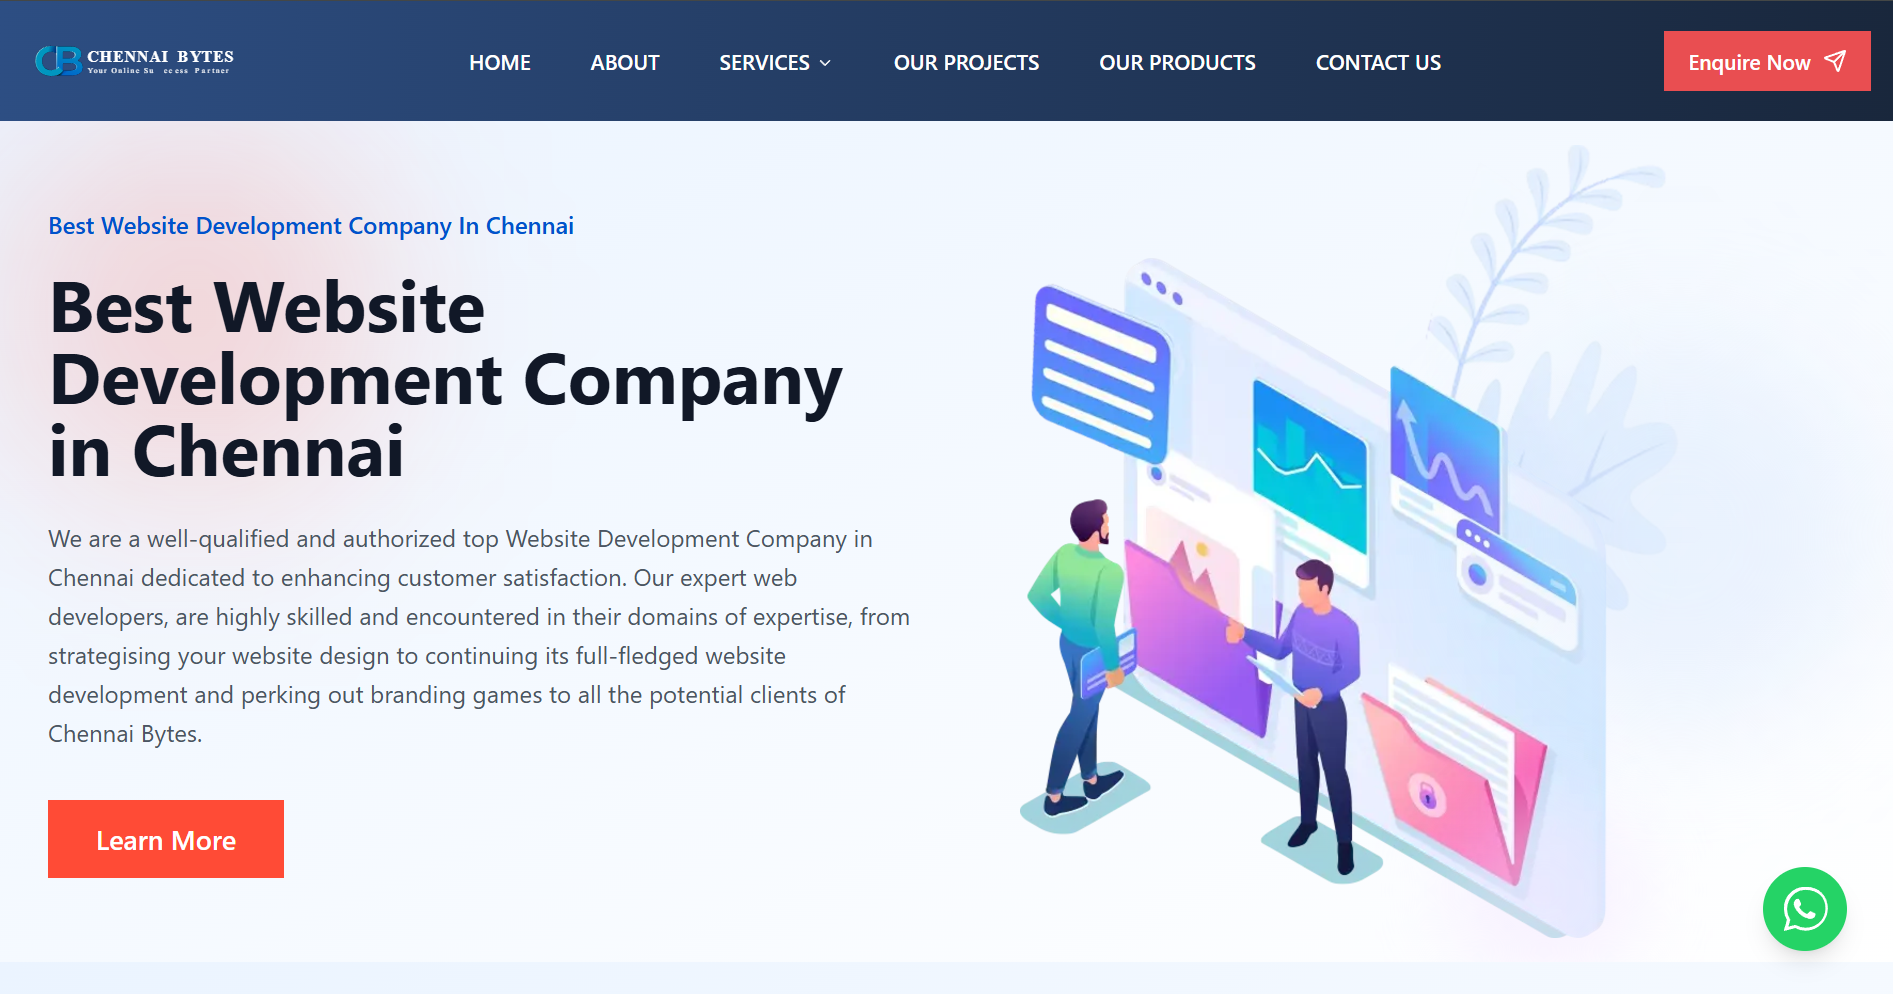 CHENNAI BYTES
Your Online Su ccess Partner
HOME
ABOUT
SERVICES
OUR PROJECTS
OUR PRODUCTS
CONTACT US
Enquire Now
Best Website Development Company In Chennai
Best Website
Development Company
in Chennai
We are a well-qualified and authorized top Website Development Company in
Chennai dedicated to enhancing customer satisfaction. Our expert web
developers, are highly skilled and encountered in their domains of expertise, from
strategising your website design to continuing its full-fledged website
development and perking out branding games to all the potential clients of
Chennai Bytes.
Learn More